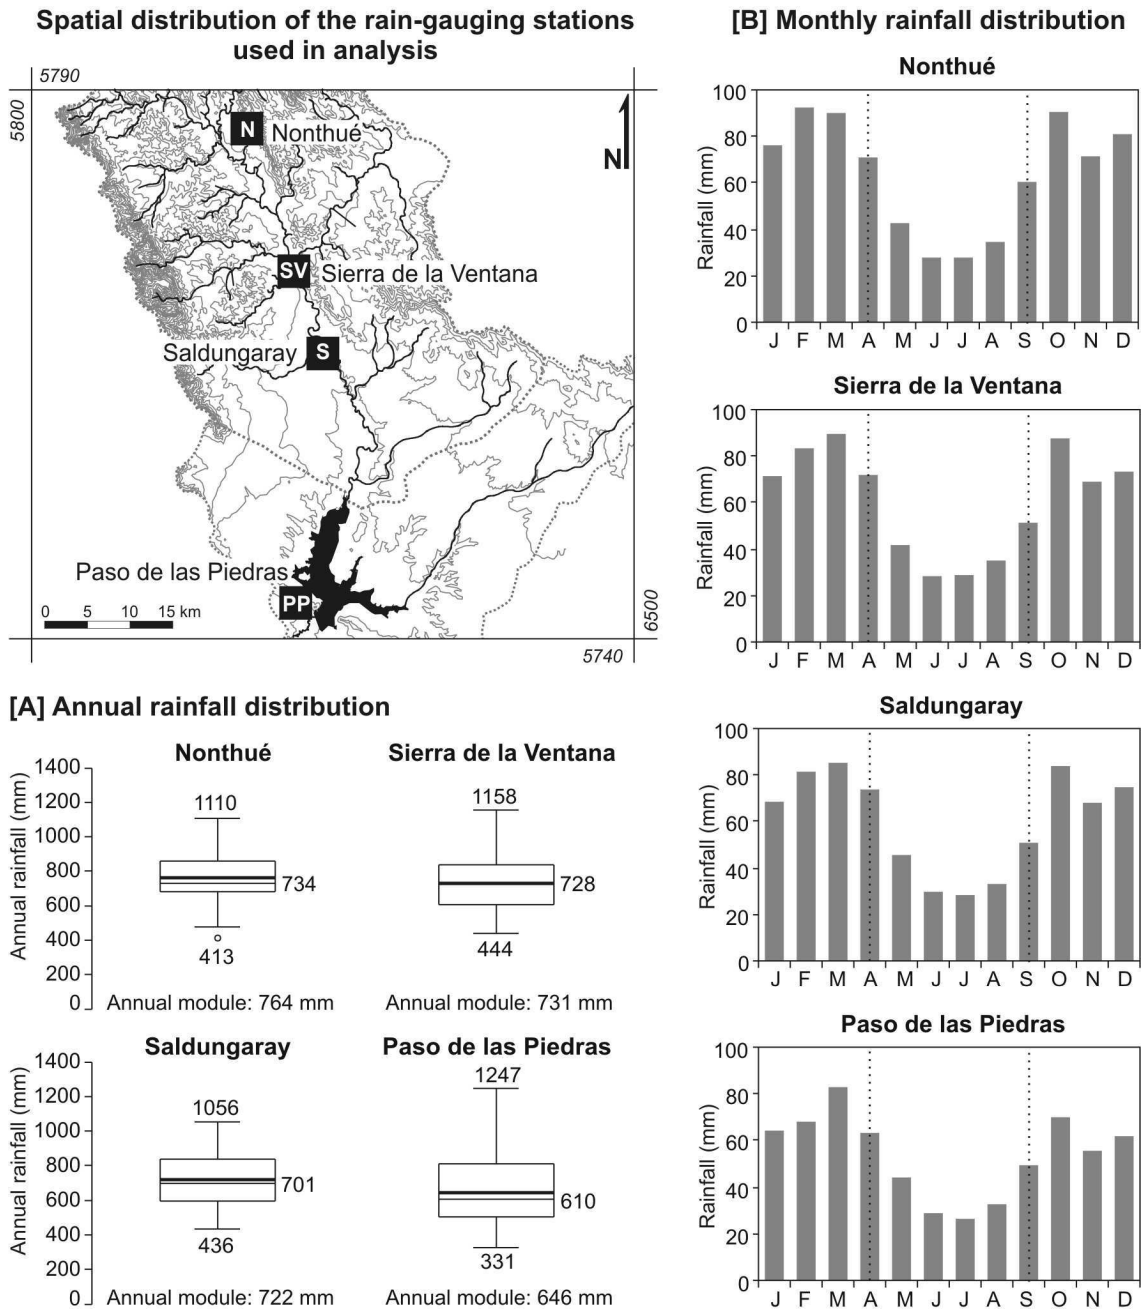 Spatial distribution of the rain-gauging stations
used in analysis
5790
5800
N
Nonthué
N
SV
Sierra de la Ventana
Saldungaray
S
Paso de las Piedras
PP
0 5 10 15 km
6500
5740
[A] Annual rainfall distribution
Nonthué
Annual rainfall (mm)
1400
1200
1000
800
600
400
200
0
1110
734
413
Annual module: 764 mm
Sierra de la Ventana
1158
728
444
Annual module: 731 mm
Saldungaray
Annual rainfall (mm)
1400
1200
1000
800
600
400
200
0
1056
701
436
Annual module: 722 mm
Paso de las Piedras
1247
610
331
Annual module: 646 mm
[B] Monthly rainfall distribution
Nonthué
Rainfall (mm)
100
80
60
40
20
0
J F M A M J J A S O N D
Sierra de la Ventana
Rainfall (mm)
100
80
60
40
20
0
J F M A M J J A S O N D
Saldungaray
Rainfall (mm)
100
80
60
40
20
0
J F M A M J J A S O N D
Paso de las Piedras
Rainfall (mm)
100
80
60
40
20
0
J F M A M J J A S O N D